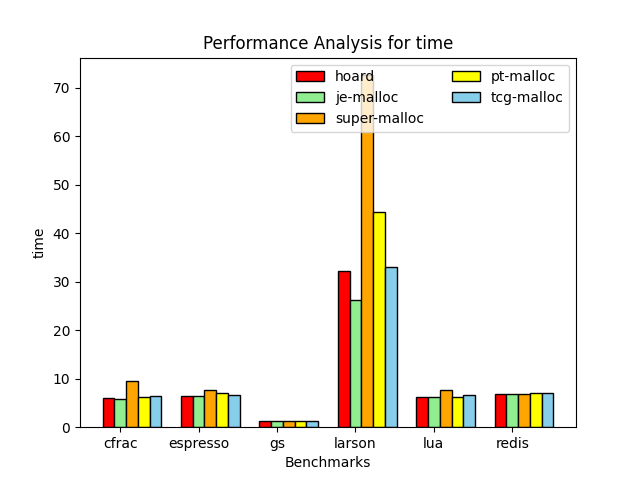 Performance Analysis for time
hoard
je-malloc
super-malloc
pt-malloc
tcg-malloc
time
70
60
50
40
30
20
10
0
cfrac espresso gs larson lua redis
Benchmarks